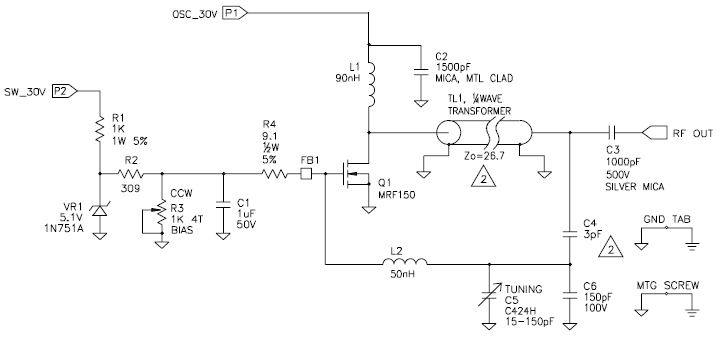 OSC_30V P1
C2
1500pF
MICA, MTL CLAD
L1
90nH
SW_30V P2
TL1, ¼WAVE
TRANSFORMER
R1
1K
1W 5%
R4
9.1
½W
5%
FB1
RF OUT
Zo=26.7
2
C3
1000pF
500V
SILVER MICA
Q1
MRF150
R2
309
VR1
5.1V
1N751A
CCW
R3
1K 4T
BIAS
C1
1uF
50V
C4
3pF
2
GND TAB
L2
50nH
TUNING
C5
C424H
15-150pF
C6
150pF
100V
MTG SCREW